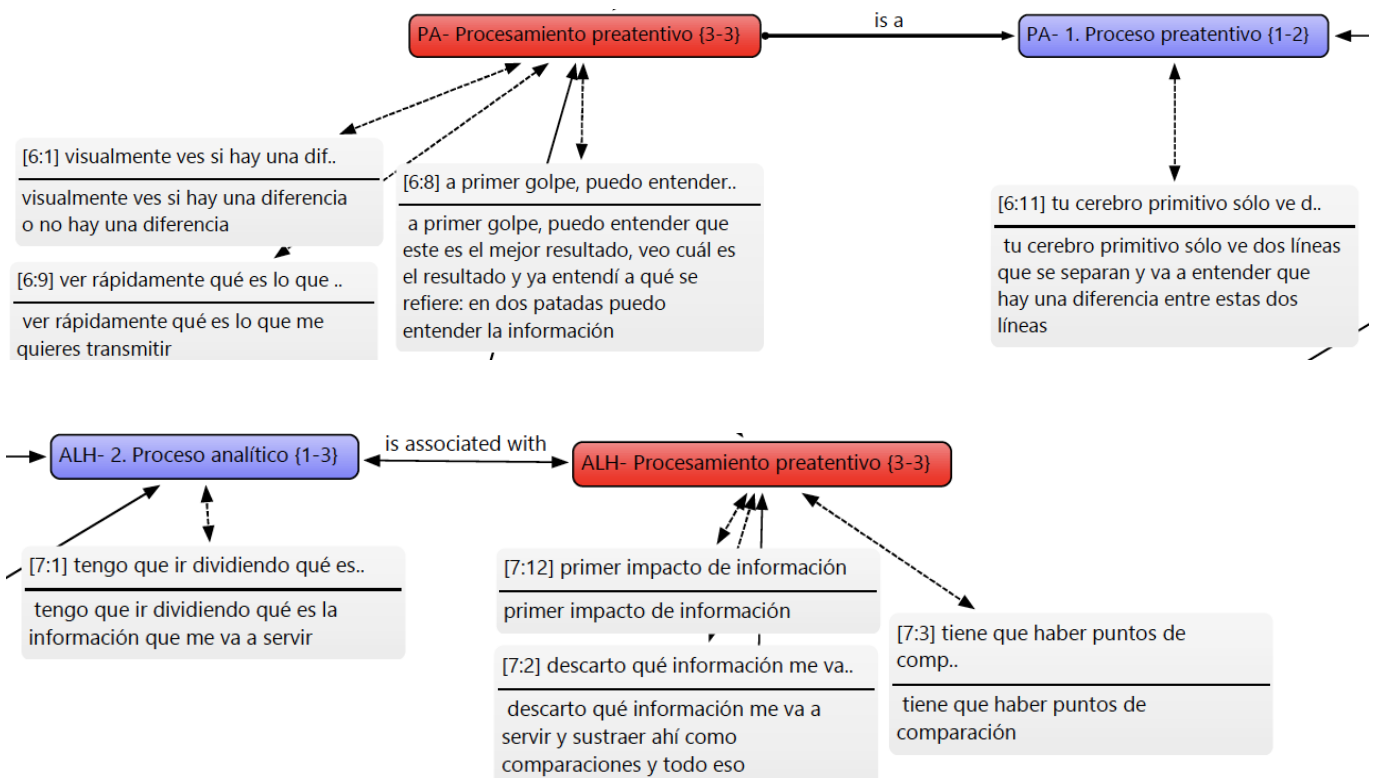 PA- Procesamiento preatentivo {3-3}
is a
PA- 1. Proceso preatentivo {1-2}
[6:1] visualmente ves si hay una dif..
visualmente ves si hay una diferencia
o no hay una diferencia
[6:9] ver rápidamente qué es lo que ..
ver rápidamente qué es lo que me
quieres transmitir
[6:8] a primer golpe, puedo entender..
a primer golpe, puedo entender que
este es el mejor resultado, veo cuál es
el resultado y ya entendí a qué se
refiere: en dos patadas puedo
entender la información
[6:11] tu cerebro primitivo sólo ve d..
tu cerebro primitivo sólo ve dos líneas
que se separan y va a entender que
hay una diferencia entre estas dos
líneas
ALH- 2. Proceso analítico {1-3}
is associated with
ALH- Procesamiento preatentivo {3-3}
[7:1] tengo que ir dividiendo qué es..
tengo que ir dividiendo qué es la
información que me va a servir
[7:12] primer impacto de información
primer impacto de información
[7:2] descarto qué información me va..
descarto qué información me va a
servir y sustraer ahí como
comparaciones y todo eso
[7:3] tiene que haber puntos de
comp..
tiene que haber puntos de
comparación